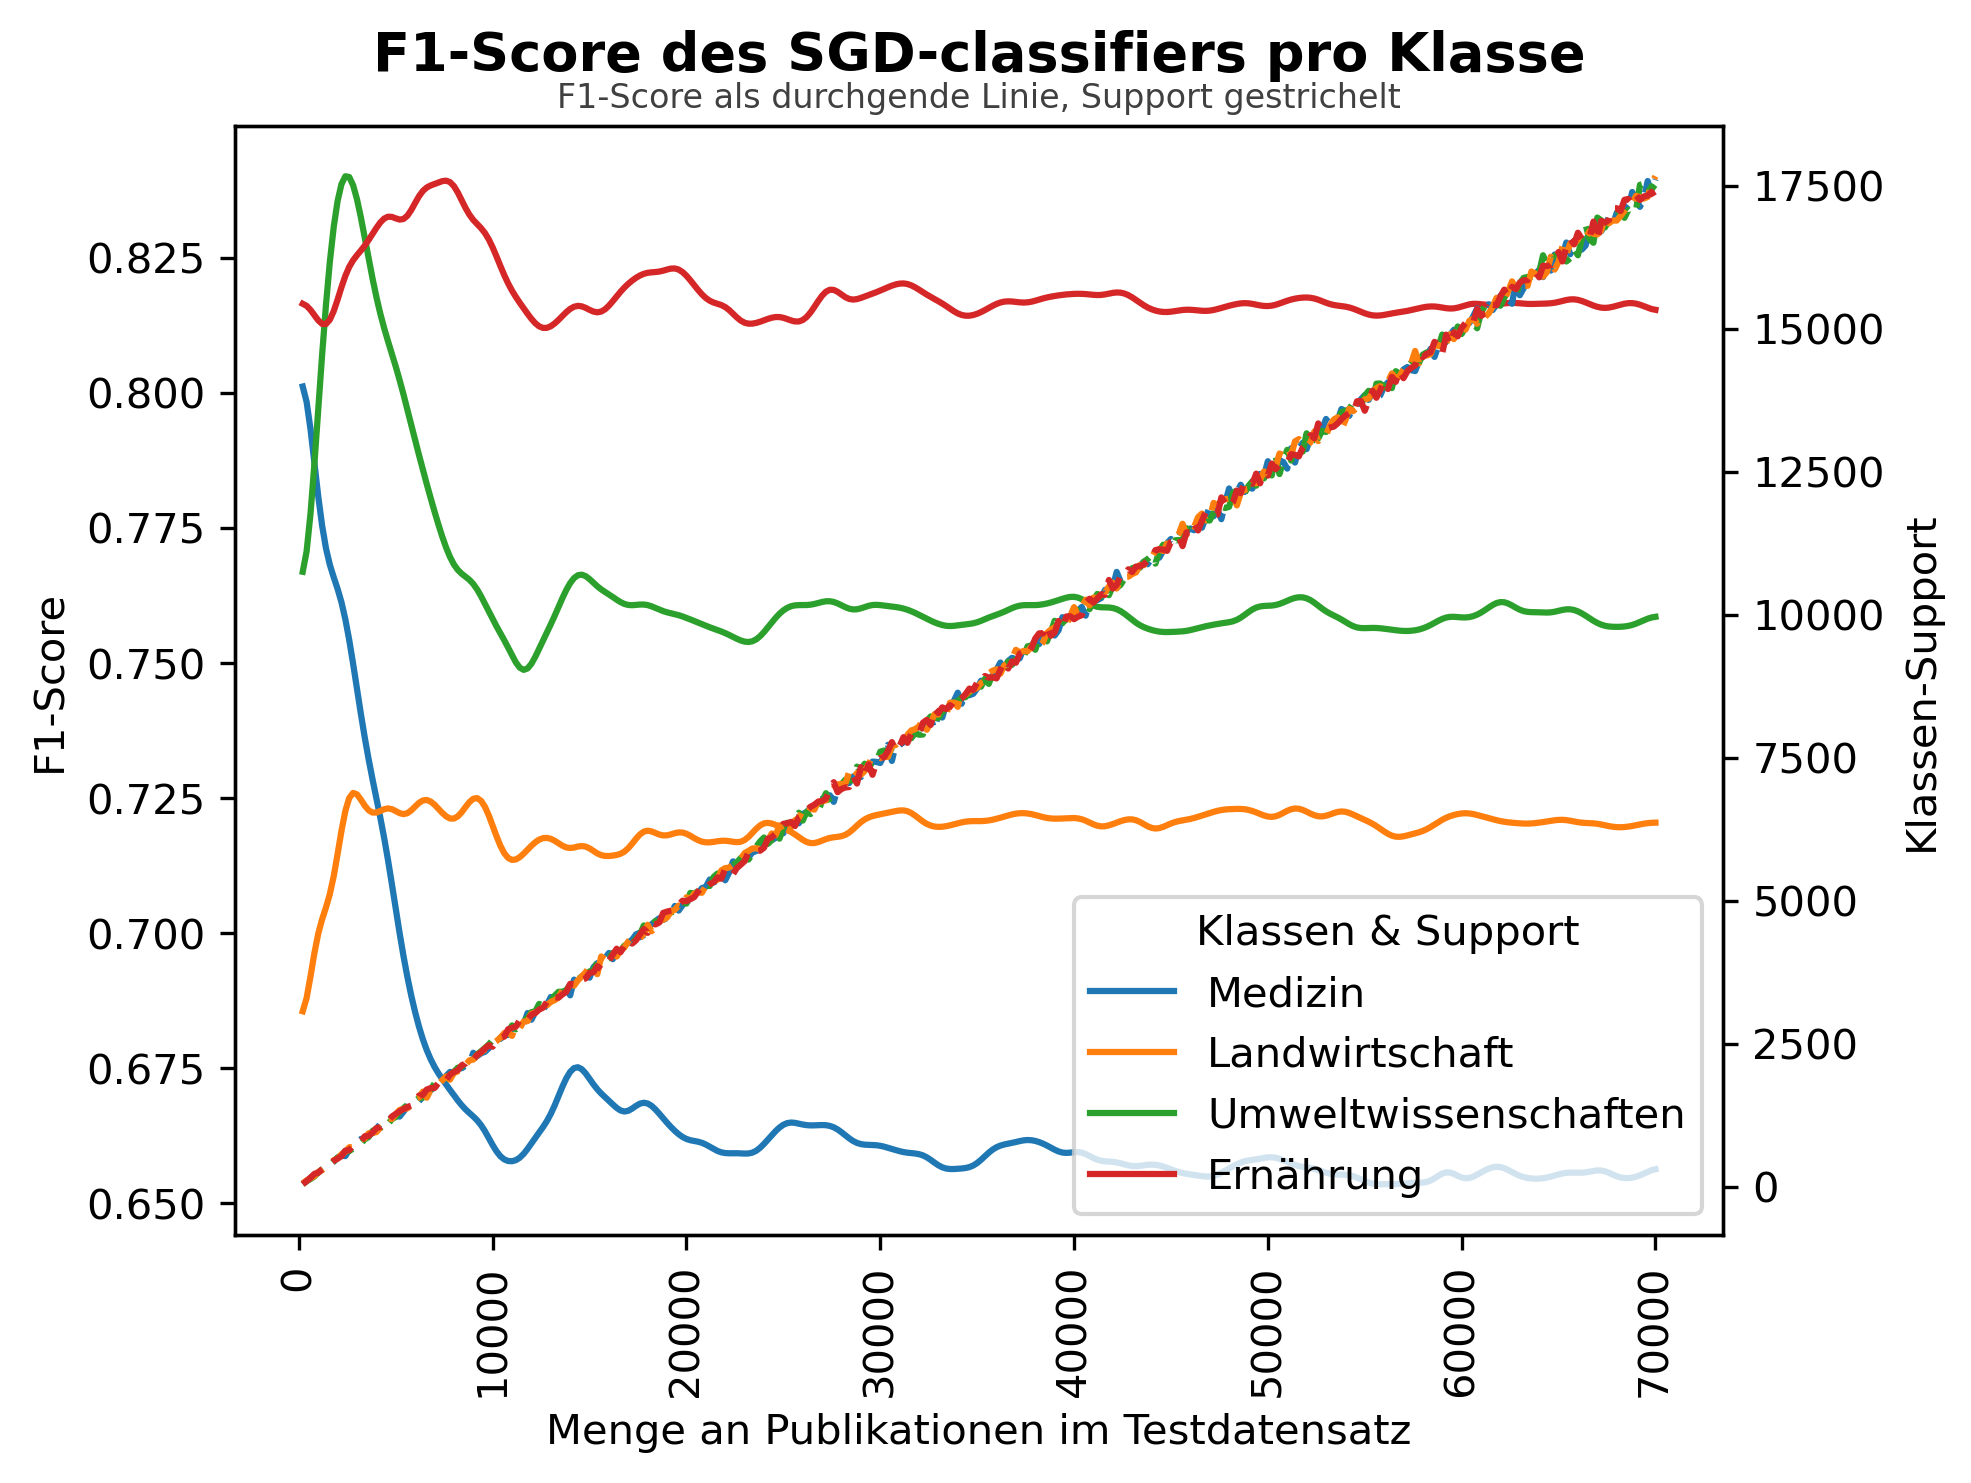 F1-Score des SGD-classifiers pro Klasse
F1-Score als durchgende Linie, Support gestrichelt
F1-Score
0.825
0.800
0.775
0.750
0.725
0.700
0.675
0.650
17500
15000
12500
10000
7500
5000
2500
0
Klassen-Support
Klassen & Support
Medizin
Landwirtschaft
Umweltwissenschaften
Ernährung
0
10000
20000
30000
40000
50000
60000
70000
Menge an Publikationen im Testdatensatz